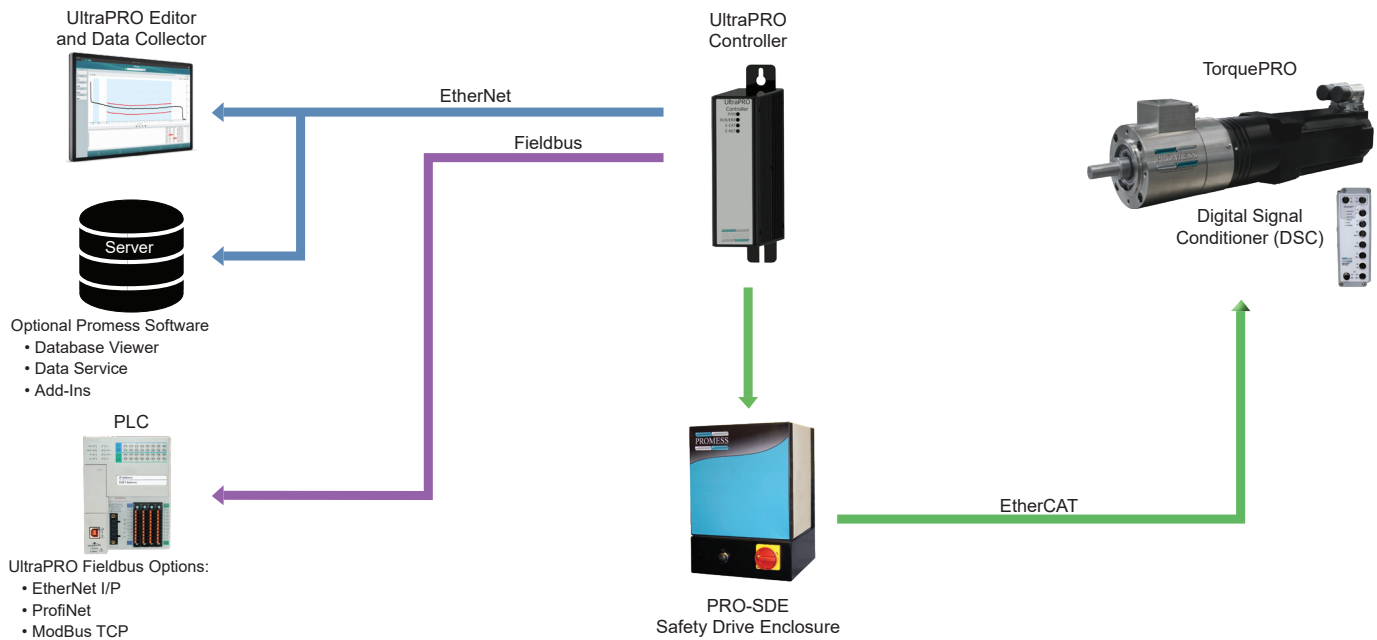 UltraPRO Editor
and Data Collector
EtherNet
Fieldbus
UltraPRO
Controller
UltraPRO
Controller
TorquePRO
Digital Signal
Conditioner (DSC)
Server
Optional Promess Software
• Database Viewer
• Data Service
• Add-Ins
PLC
UltraPRO Fieldbus Options:
• EtherNet I/P
• ProfiNet
• ModBus TCP
PROMESS
EtherCAT
PRO-SDE
Safety Drive Enclosure